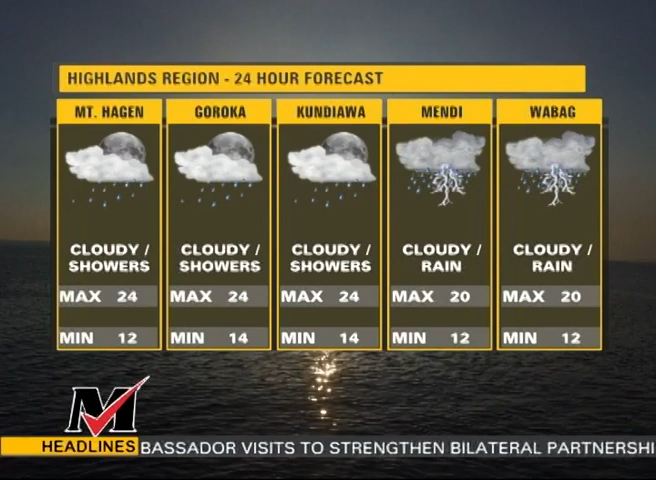 HIGHLANDS REGION - 24 HOUR FORECAST
MT. HAGEN
CLOUDY /
SHOWERS
MAX 24
MIN 12
GOROKA
CLOUDY /
SHOWERS
MAX 24
MIN 14
KUNDIAWA
CLOUDY /
SHOWERS
MAX 24
MIN 14
MENDI
CLOUDY /
RAIN
MAX 20
MIN 12
WABAG
CLOUDY /
RAIN
MAX 20
MIN 12
M
HEADLINES
BASSADOR VISITS TO STRENGTHEN BILATERAL PARTNERSHI